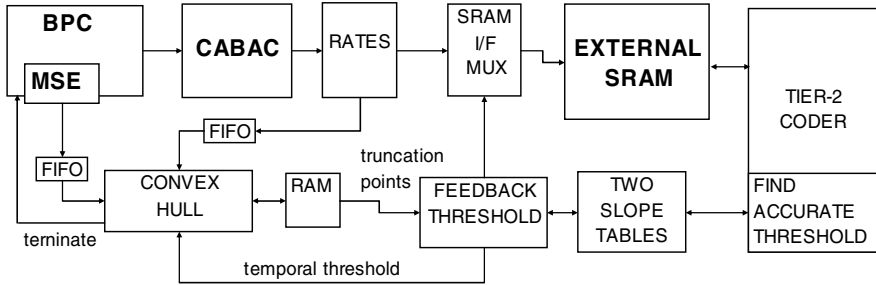 BPC
MSE
CABAC
RATES
SRAM
I/F
MUX
EXTERNAL
SRAM
TIER-2
CODER
FIFO
FIFO
CONVEX
HULL
RAM
truncation
points
FEEDBACK
THRESHOLD
TWO
SLOPE
TABLES
FIND
ACCURATE
THRESHOLD
terninate
temporal threshold